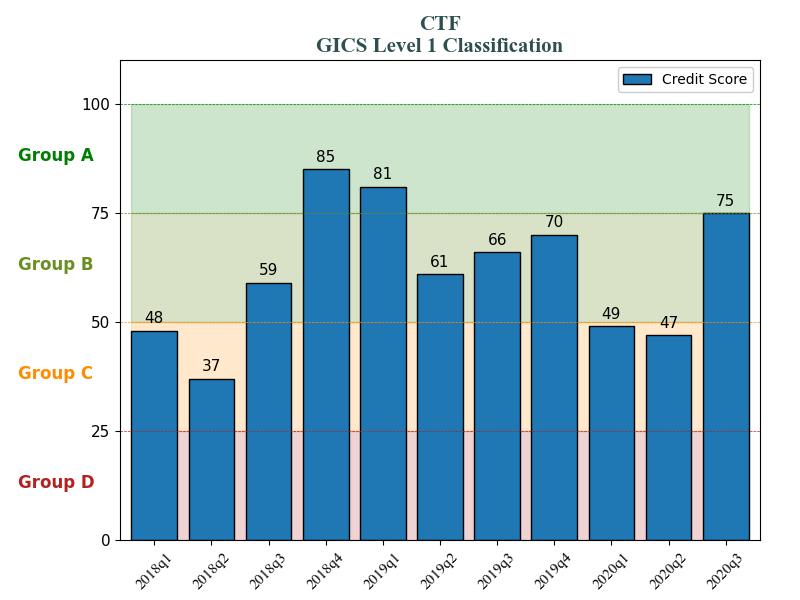 CTF
GICS Level 1 Classification
Credit Score
100
Group A
85
81
75
75
70
66
Group B
61
59
50
49
48
47
37
Group C
25
Group D
0
2018q1 2018q2 2018q3 2018q4 2019q1 2019q2 2019q3 2019q4 2020q1 2020q2 2020q3